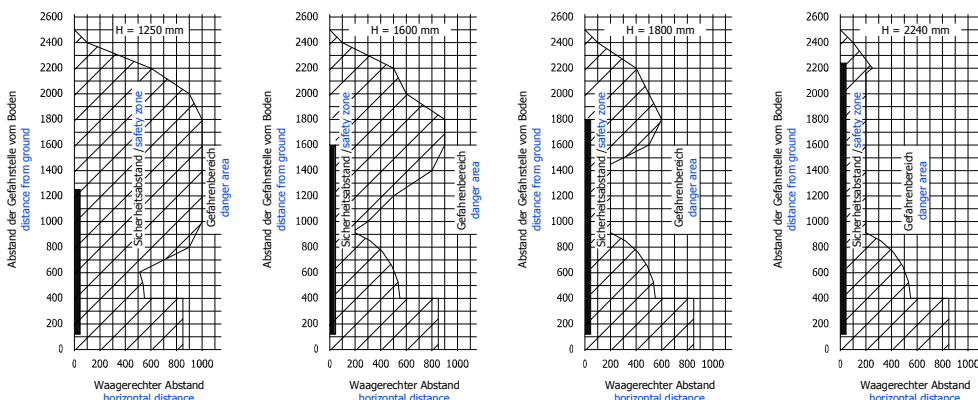 H = 1250 mm
2600
2400
2200
2000
1800
1600
1400
1200
1000
800
600
400
200
0
0 200 400 600 800 1000
Abstand der Gefahrstelle vom Boden
distance from ground
Sicherheitsabstand / safety zone
Gefahrenbereich
danger area
Waagerechter Abstand
horizontal distance
H = 1600 mm
2600
2400
2200
2000
1800
1600
1400
1200
1000
800
600
400
200
0
0 200 400 600 800 1000
Abstand der Gefahrstelle vom Boden
distance from ground
Sicherheitsabstand / safety zone
Gefahrenbereich
danger area
Waagerechter Abstand
horizontal distance
H = 1800 mm
2600
2400
2200
2000
1800
1600
1400
1200
1000
800
600
400
200
0
0 200 400 600 800 1000
Abstand der Gefahrstelle vom Boden
distance from ground
Sicherheitsabstand / safety zone
Gefahrenbereich
danger area
Waagerechter Abstand
horizontal distance
H = 2240 mm
2600
2400
2200
2000
1800
1600
1400
1200
1000
800
600
400
200
0
0 200 400 600 800 1000
Abstand der Gefahrstelle vom Boden
distance from ground
Sicherheitsabstand / safety zone
Gefahrenbereich
danger area
Waagerechter Abstand
horizontal distance